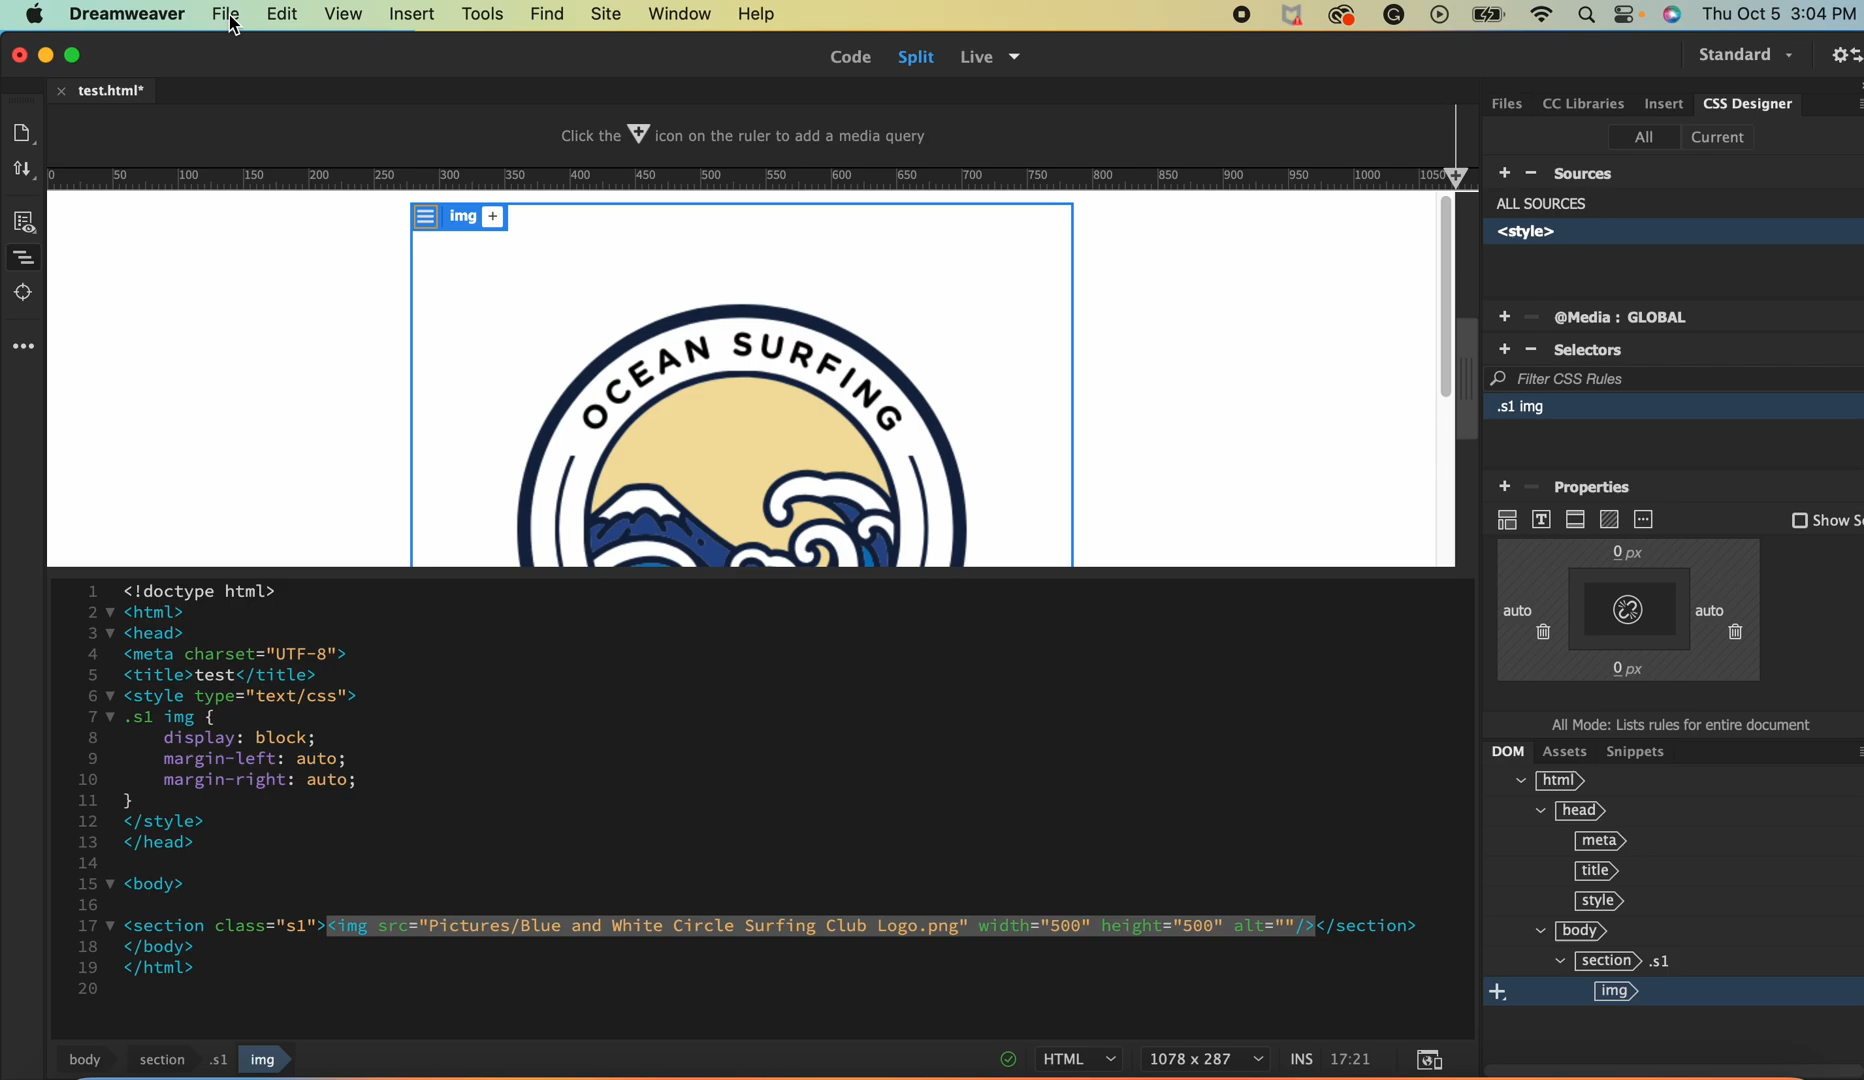 Dreamweaver File Edit View Insert Tools Find Site Window Help Thu Oct 5 3:04 PM
Code Split Live Standard
test.html*
Files CC Libraries Insert CSS Designer
Click the icon on the ruler to add a media query
All Current
0 50 100 150 200 250 300 350 400 450 500 550 600 650 700 750 800 850 900 950 1000 1050
+ - Sources
ALL SOURCES
<style>
img +
OCEAN SURFING
+ - @Media : GLOBAL
+ - Selectors
Filter CSS Rules
.s1 img
+ - Properties
Show
0 px
auto auto
0 px
All Mode: Lists rules for entire document
1 <!doctype html>
2 <html>
3 <head>
4 <meta charset="UTF-8">
5 <title>test</title>
6 <style type="text/css">
7 .s1 img {
8 display: block;
9 margin-left: auto;
10 margin-right: auto;
11 }
12 </style>
13 </head>
14
15 <body>
16
17 <section class="s1"><img src="Pictures/Blue and White Circle Surfing Club Logo.png" width="500" height="500" alt=""/></section>
18 </body>
19 </html>
20
DOM Assets Snippets
html
head
meta
title
style
body
section .s1
+ img
body section .s1 img HTML 1078 x 287 INS 17:21